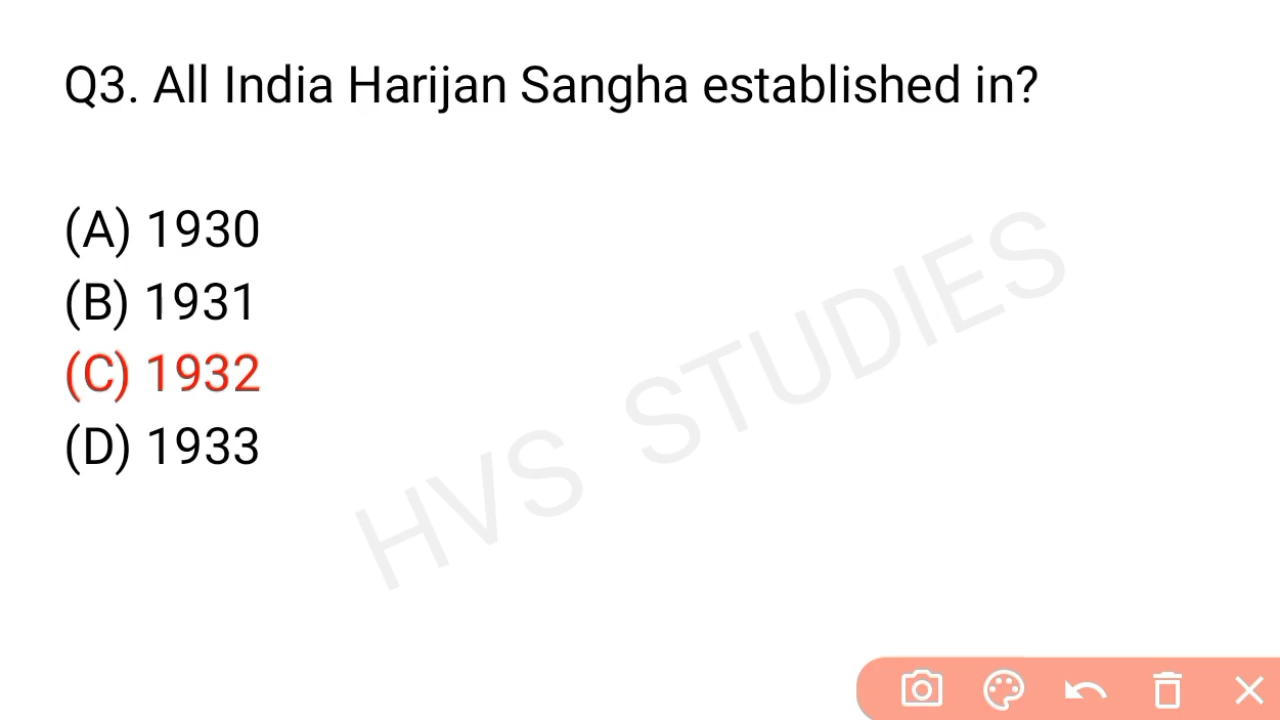 Q3. All India Harijan Sangha established in?
(A) 1930
(B) 1931
(C) 1932
(D) 1933
HVS STUDIES